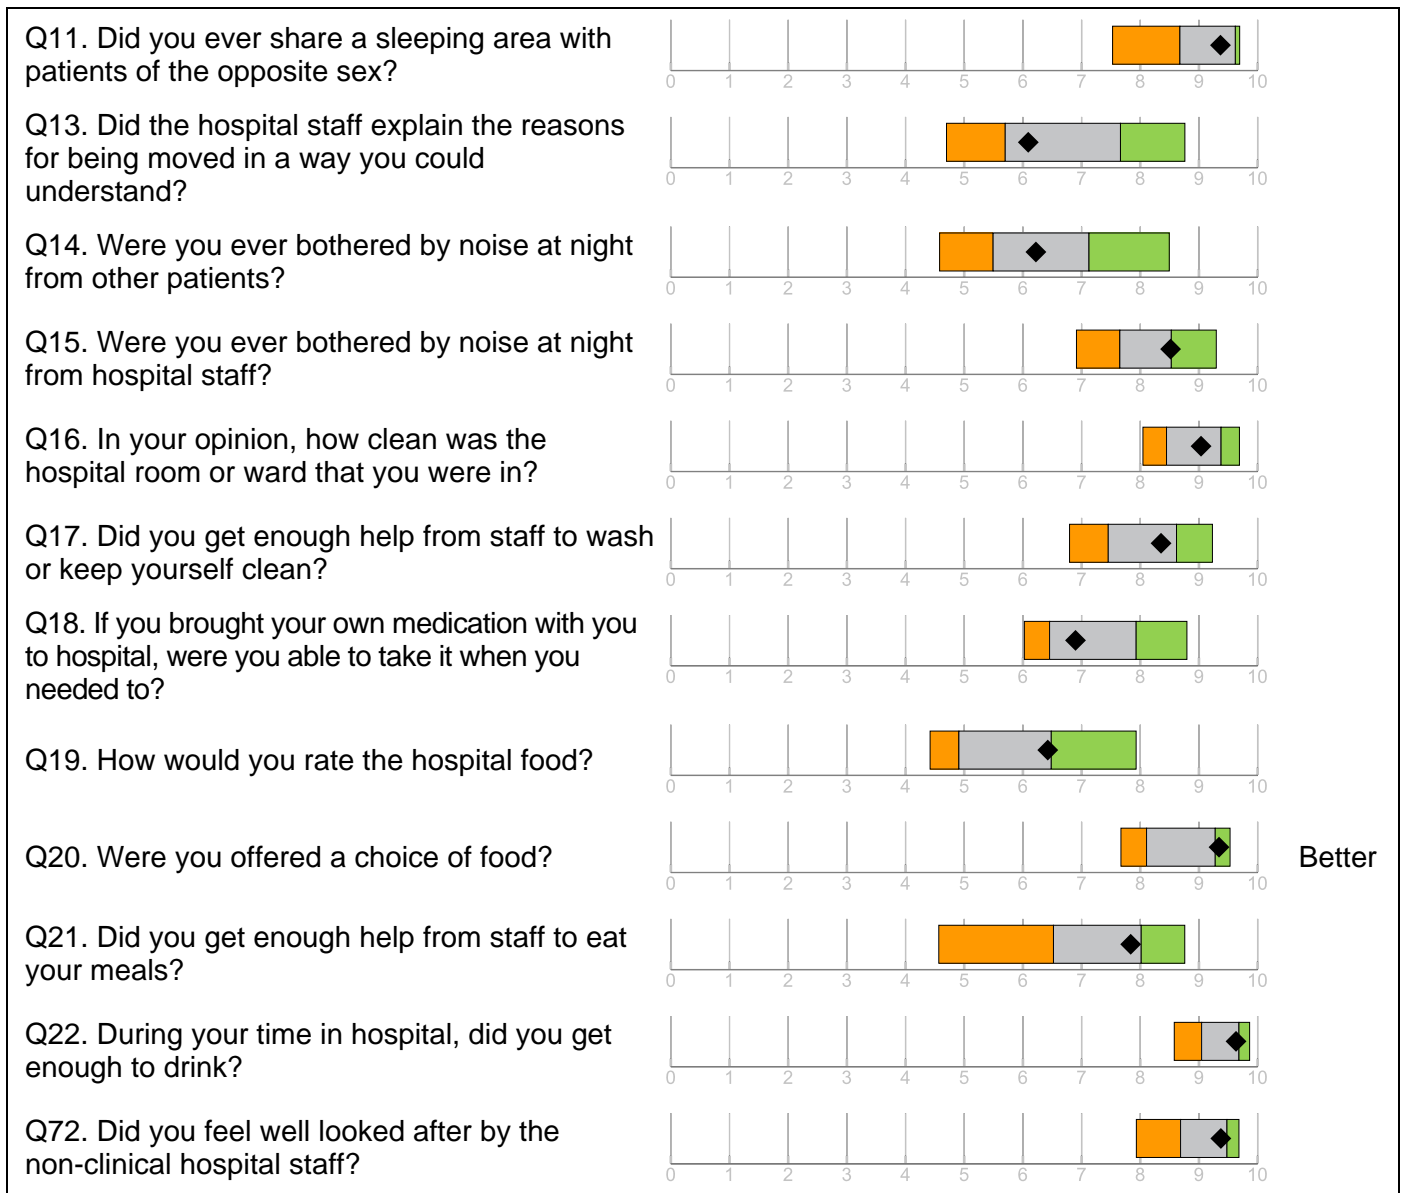 Q11. Did you ever share a sleeping area with
patients of the opposite sex?
0 1 2 3 4 5 6 7 8 9 10
Q13. Did the hospital staff explain the reasons
for being moved in a way you could
understand?
0 1 2 3 4 5 6 7 8 9 10
Q14. Were you ever bothered by noise at night
from other patients?
0 1 2 3 4 5 6 7 8 9 10
Q15. Were you ever bothered by noise at night
from hospital staff?
0 1 2 3 4 5 6 7 8 9 10
Q16. In your opinion, how clean was the
hospital room or ward that you were in?
0 1 2 3 4 5 6 7 8 9 10
Q17. Did you get enough help from staff to wash
or keep yourself clean?
0 1 2 3 4 5 6 7 8 9 10
Q18. If you brought your own medication with you
to hospital, were you able to take it when you
needed to?
0 1 2 3 4 5 6 7 8 9 10
Q19. How would you rate the hospital food?
0 1 2 3 4 5 6 7 8 9 10
Q20. Were you offered a choice of food? Better
0 1 2 3 4 5 6 7 8 9 10
Q21. Did you get enough help from staff to eat
your meals?
0 1 2 3 4 5 6 7 8 9 10
Q22. During your time in hospital, did you get
enough to drink?
0 1 2 3 4 5 6 7 8 9 10
Q72. Did you feel well looked after by the
non-clinical hospital staff?
0 1 2 3 4 5 6 7 8 9 10